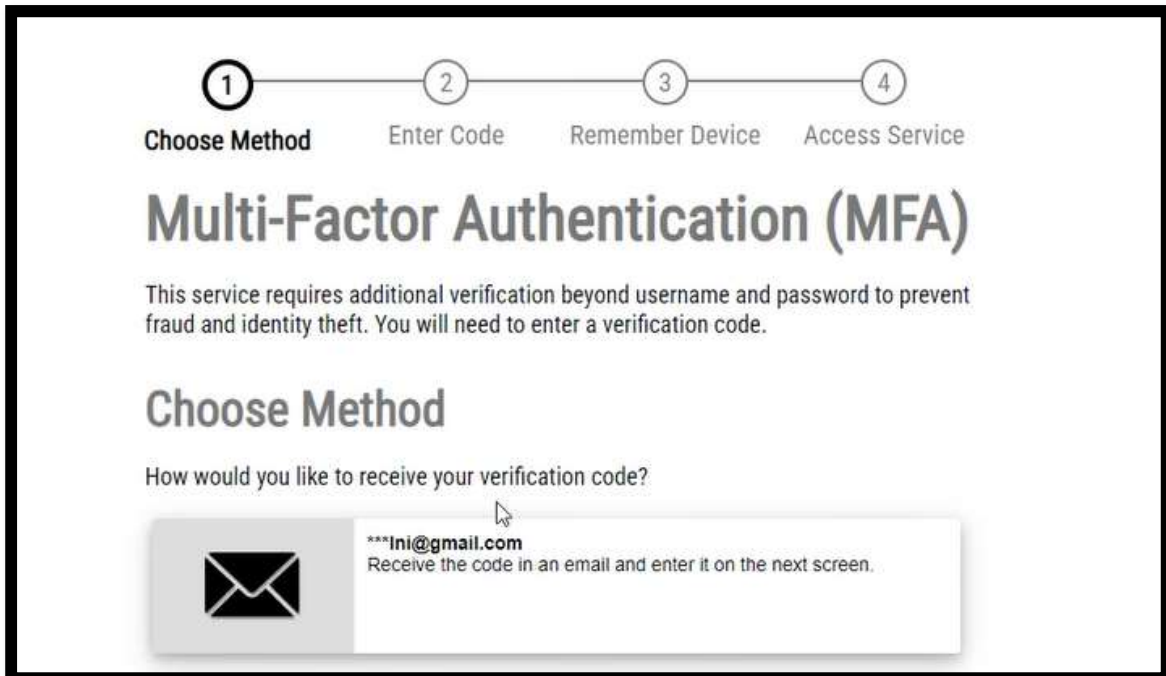 1 2 3 4
Choose Method Enter Code Remember Device Access Service
Multi-Factor Authentication (MFA)
This service requires additional verification beyond username and password to prevent
fraud and identity theft. You will need to enter a verification code.
Choose Method
How would you like to receive your verification code?
***lni@gmail.com
Receive the code in an email and enter it on the next screen.